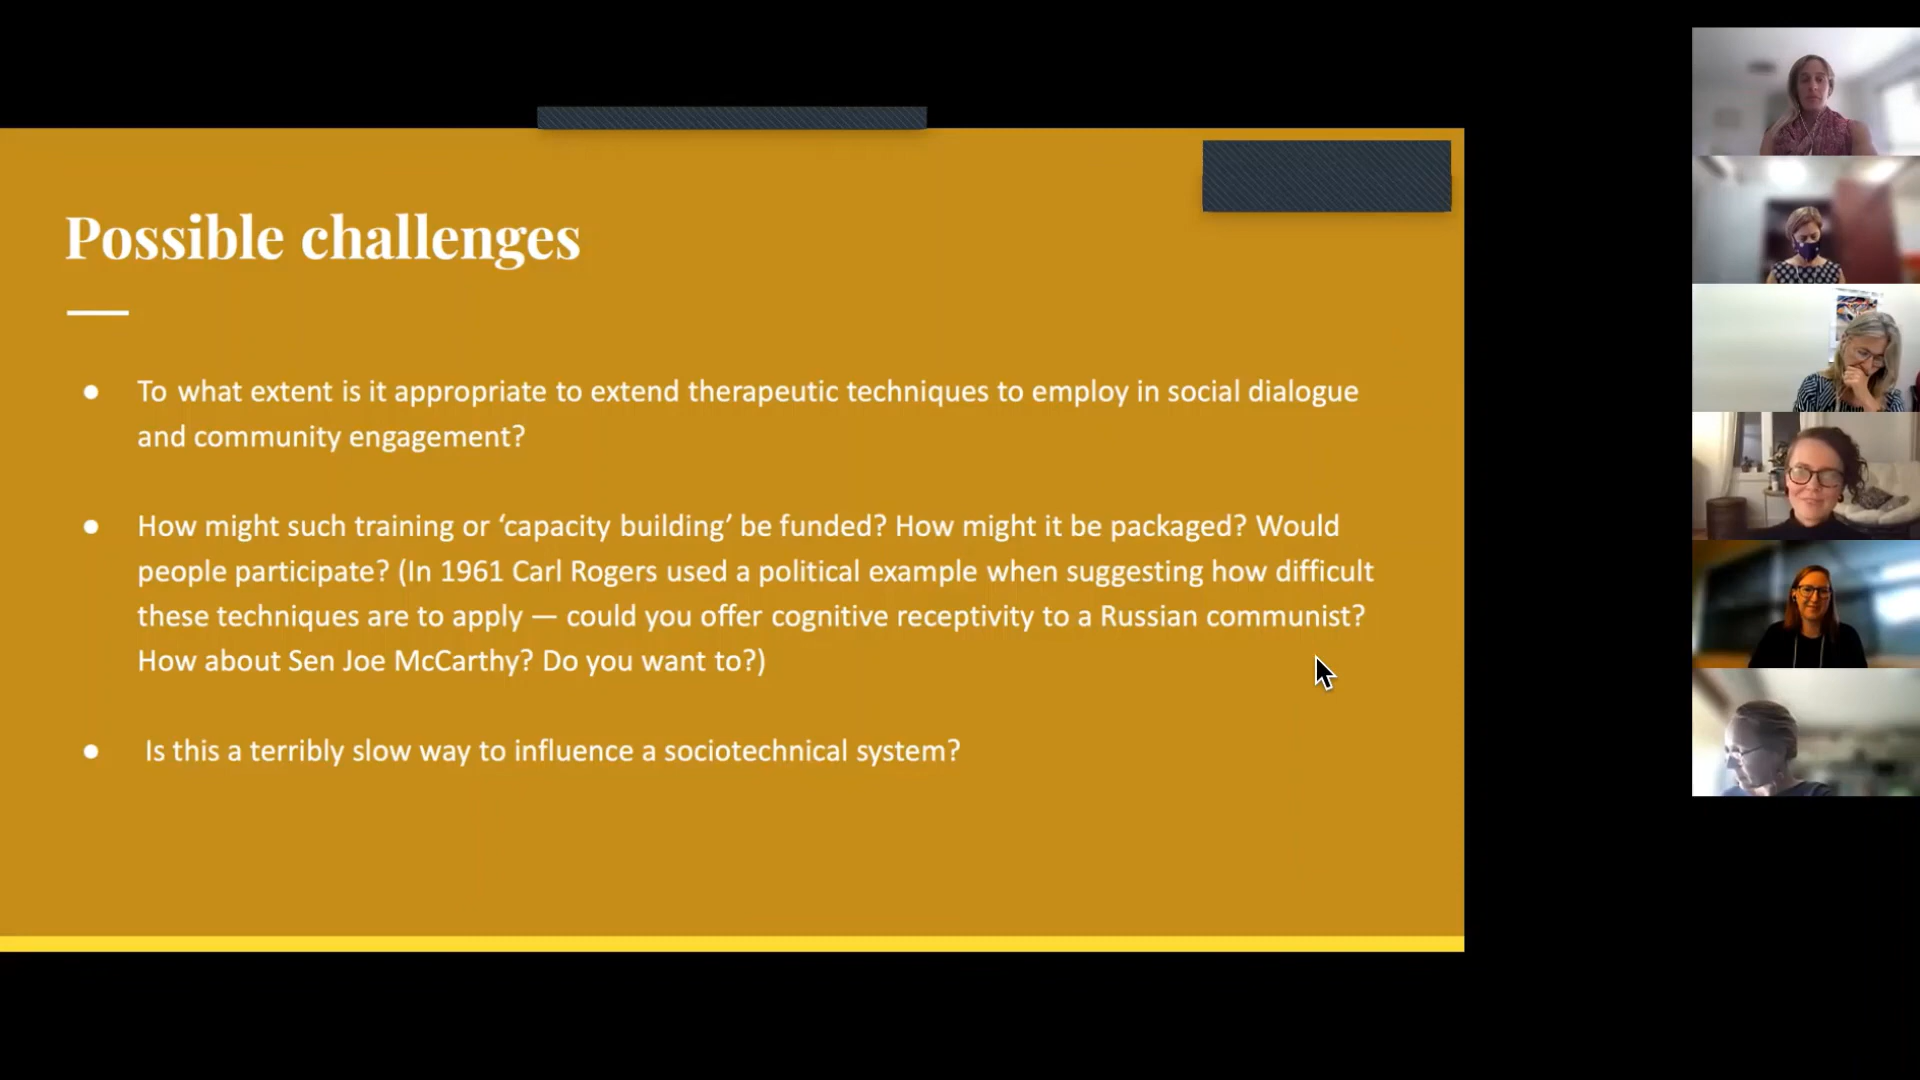 Possible challenges
● To what extent is it appropriate to extend therapeutic techniques to employ in social dialogue
and community engagement?
● How might such training or ‘capacity building’ be funded? How might it be packaged? Would
people participate? (In 1961 Carl Rogers used a political example when suggesting how difficult
these techniques are to apply — could you offer cognitive receptivity to a Russian communist?
How about Sen Joe McCarthy? Do you want to?)
● Is this a terribly slow way to influence a sociotechnical system?